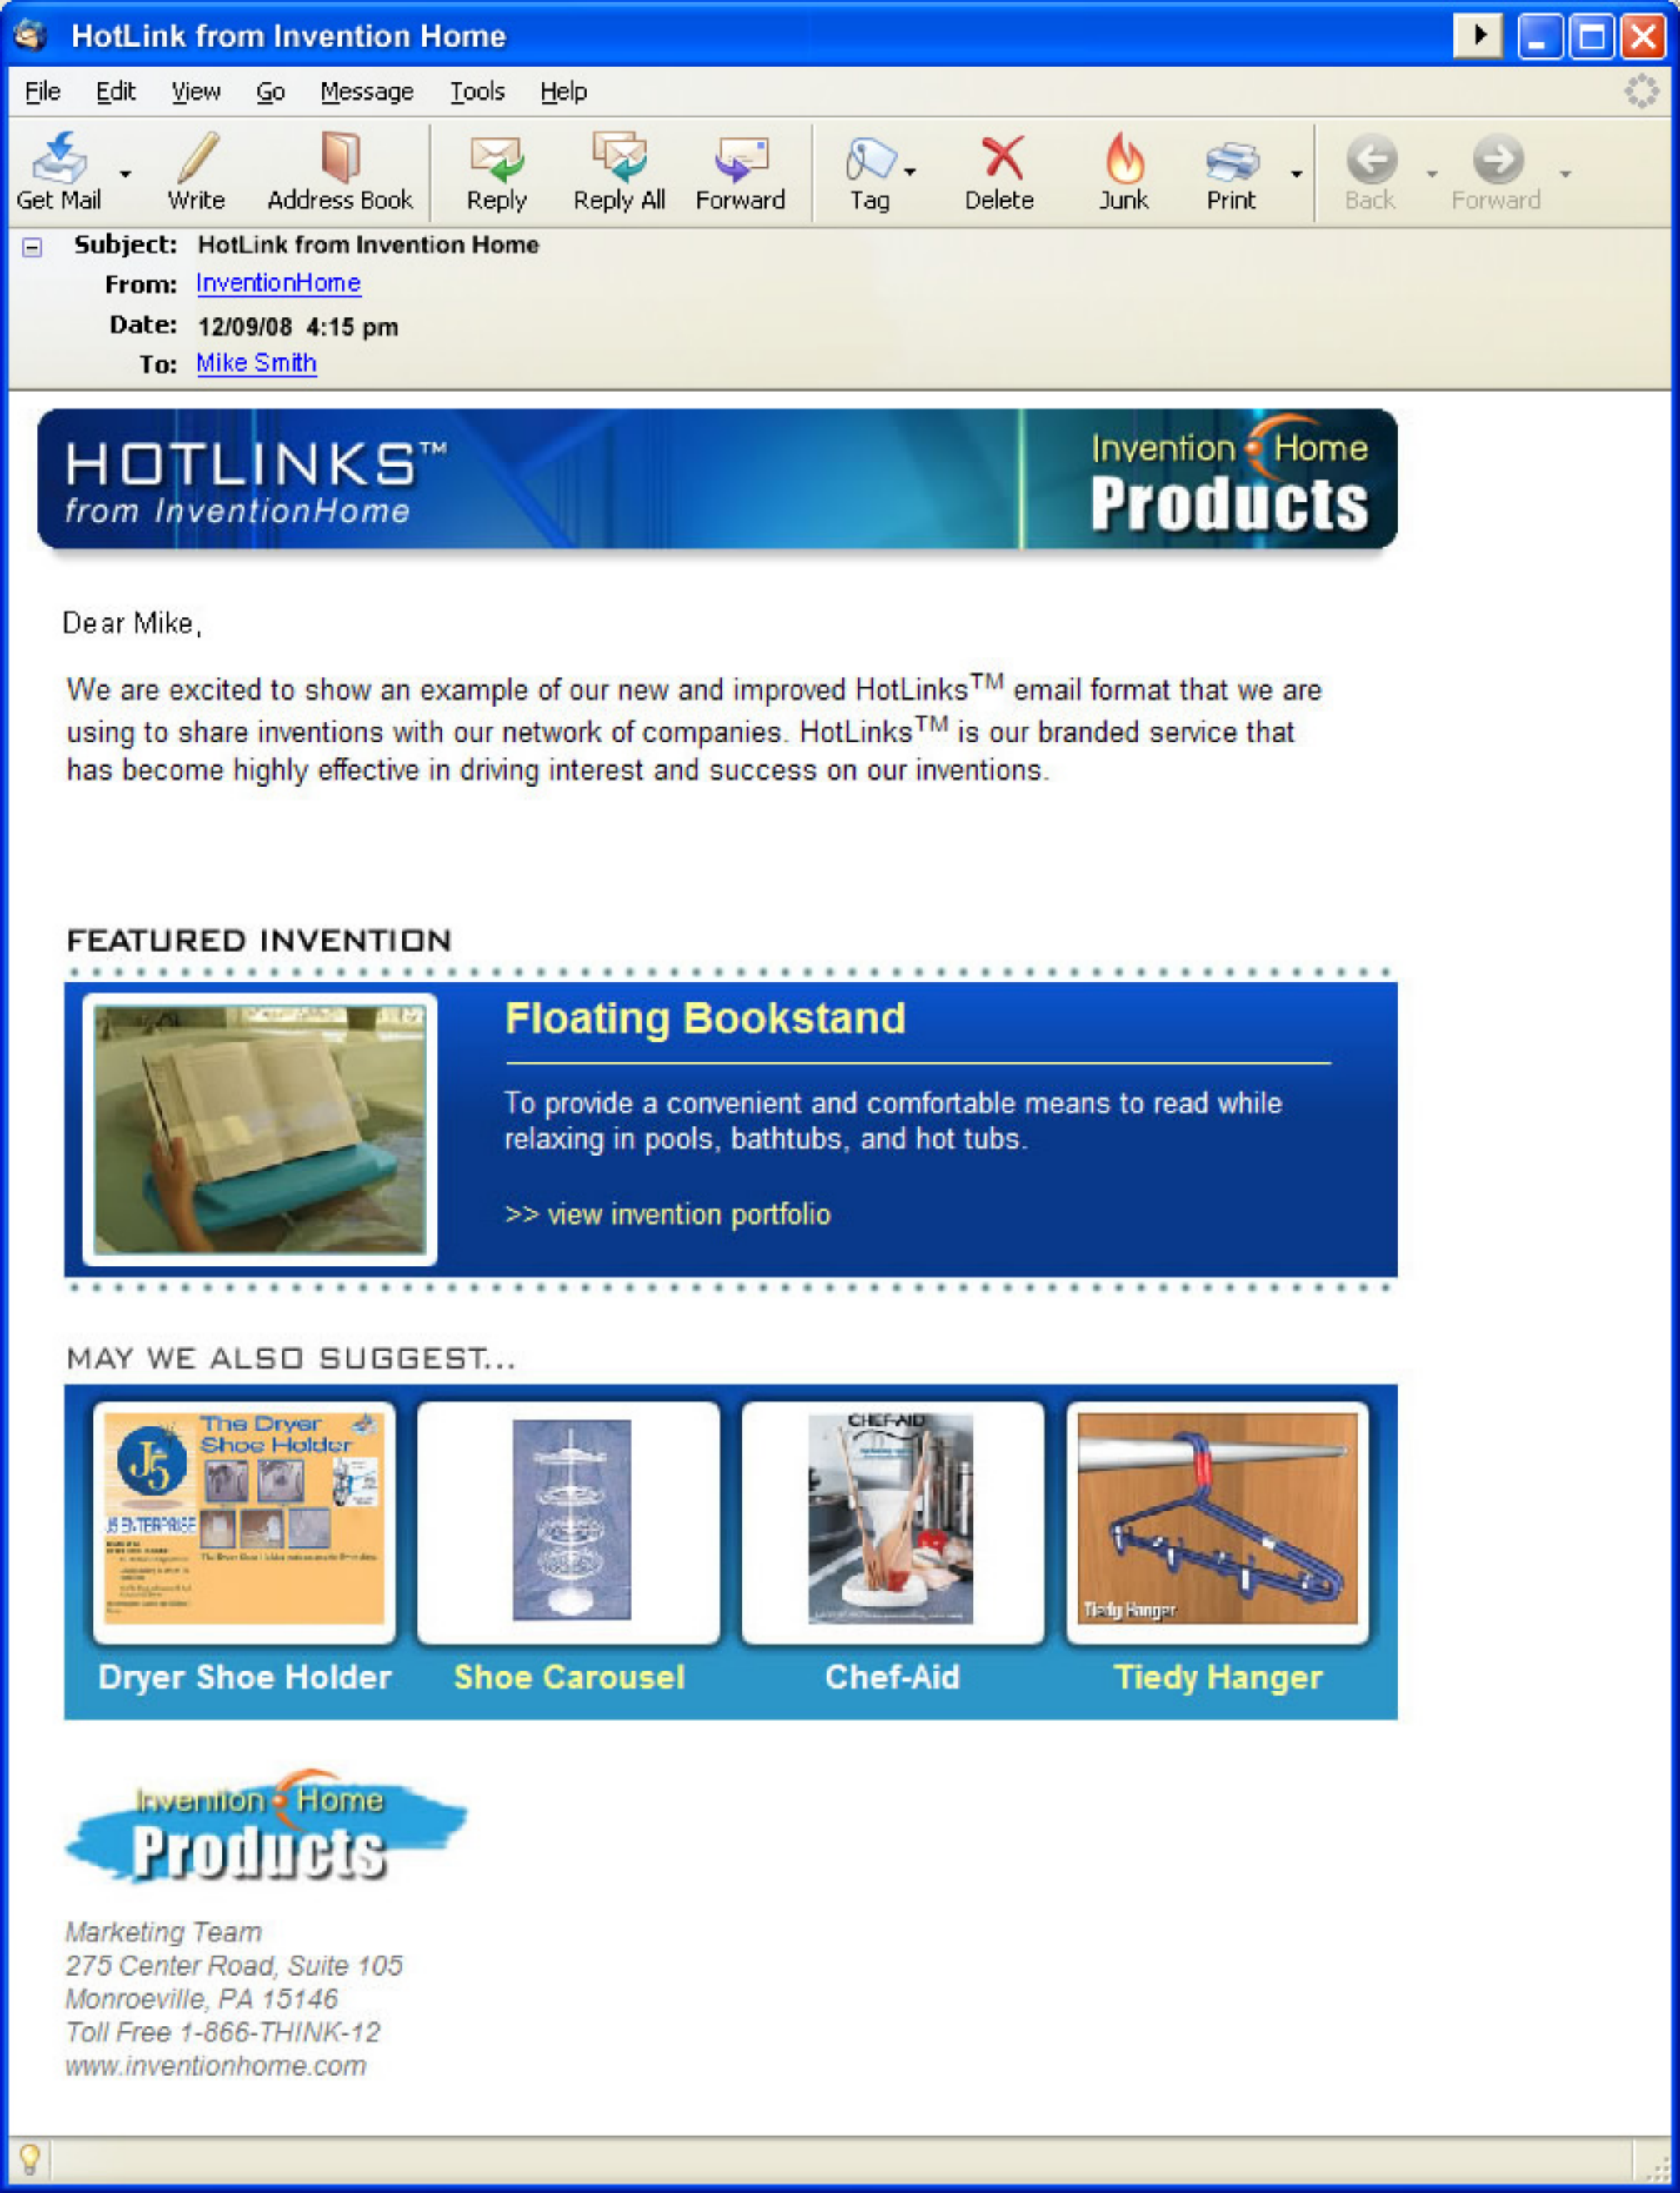 HotLink from Invention Home
File Edit View Go Message Tools Help
Get Mail Write Address Book Reply Reply All Forward Tag Delete Junk Print Back Forward
Subject: HotLink from Invention Home
From: InventionHome
Date: 12/09/08 4:15 pm
To: Mike Smith
HOTLINKS™
from InventionHome
Invention Home
Products
Dear Mike,
We are excited to show an example of our new and improved HotLinks™ email format that we are
using to share inventions with our network of companies. HotLinks™ is our branded service that
has become highly effective in driving interest and success on our inventions.
FEATURED INVENTION
Floating Bookstand
To provide a convenient and comfortable means to read while
relaxing in pools, bathtubs, and hot tubs.
>> view invention portfolio
MAY WE ALSO SUGGEST...
The Dryer
Shoe Holder
J5
J5 ENTERPRISE
CHEF-AID
Tiedy Hanger
Dryer Shoe Holder Shoe Carousel Chef-Aid Tiedy Hanger
Invention Home
Products
Marketing Team
275 Center Road, Suite 105
Monroeville, PA 15146
Toll Free 1-866-THINK-12
www.inventionhome.com